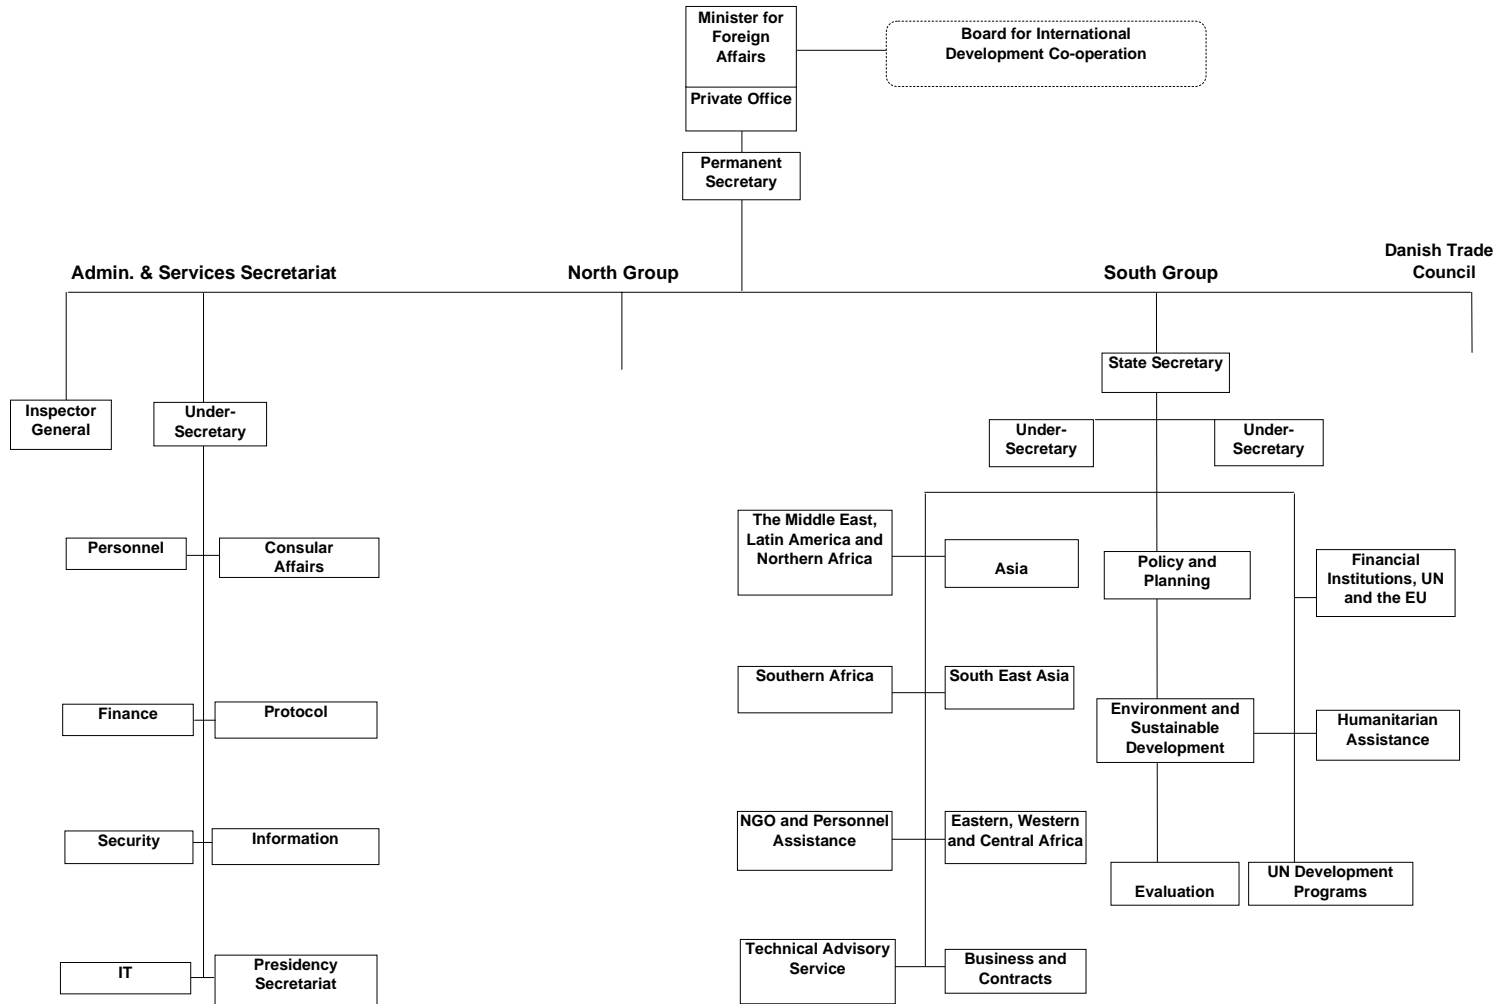 Minister for
Foreign
Affairs
Private Office
Board for International
Development Co-operation
Permanent
Secretary
Admin. & Services Secretariat
North Group
South Group
Danish Trade
Council
State Secretary
Inspector
General
Under-
Secretary
Under-
Secretary
Under-
Secretary
Personnel
Consular
Affairs
The Middle East,
Latin America and
Northern Africa
Asia
Policy and
Planning
Financial
Institutions, UN
and the EU
Finance
Protocol
Southern Africa
South East Asia
Environment and
Sustainable
Development
Humanitarian
Assistance
Security
Information
NGO and Personnel
Assistance
Eastern, Western
and Central Africa
Evaluation
UN Development
Programs
IT
Presidency
Secretariat
Technical Advisory
Service
Business and
Contracts